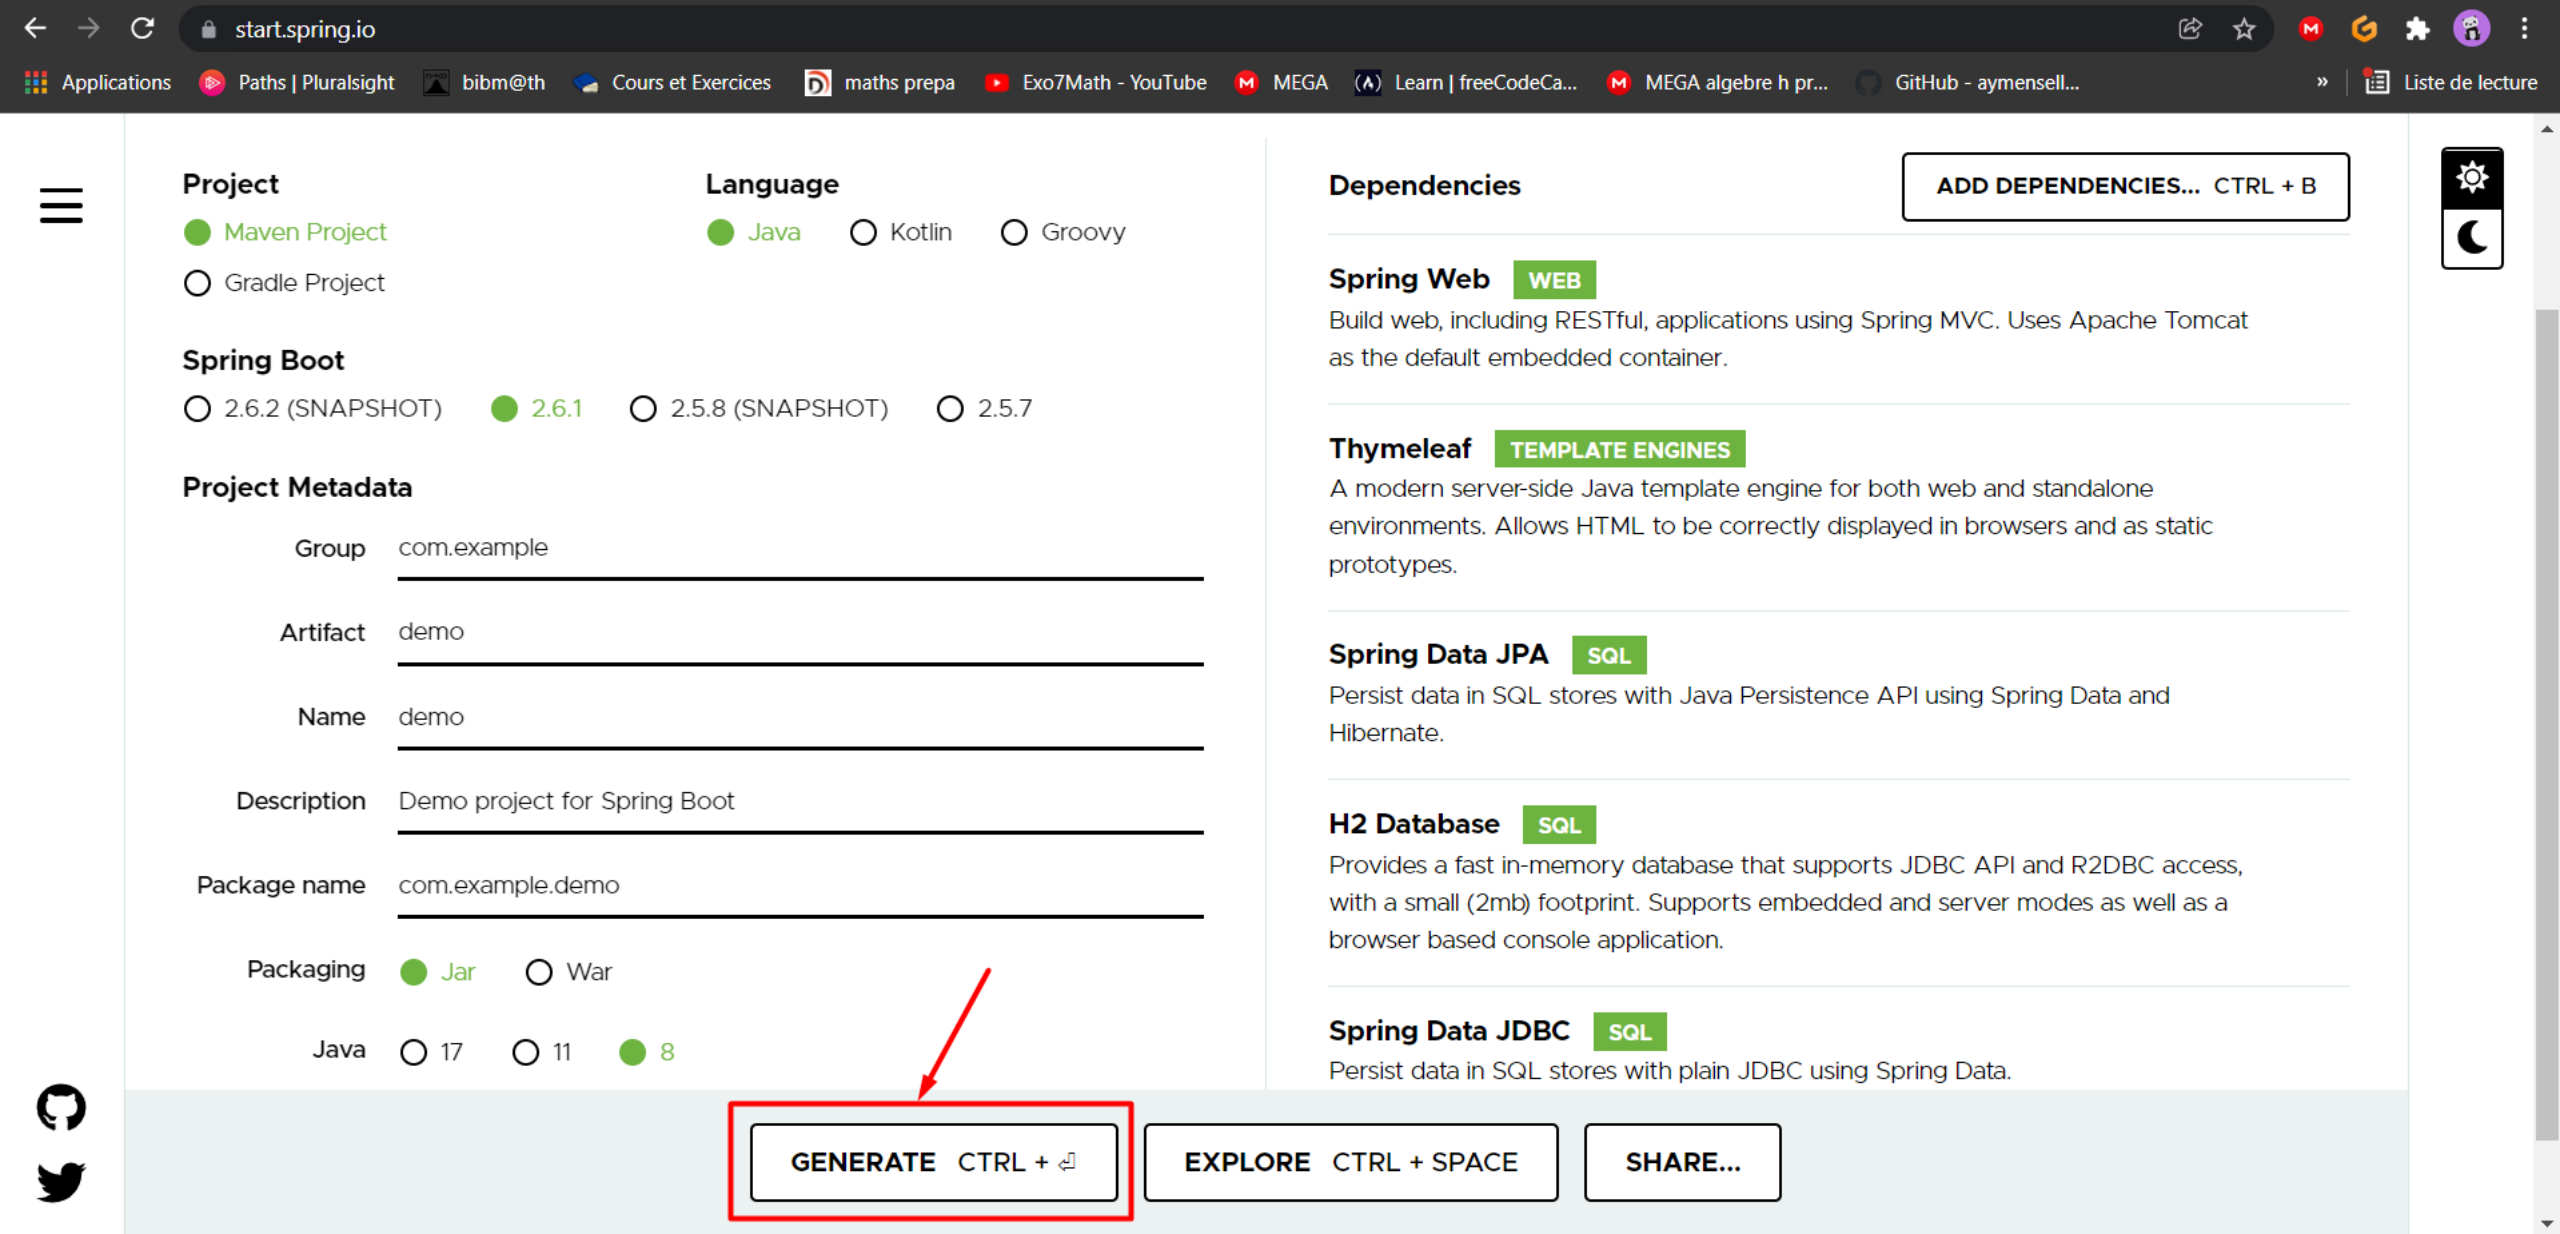 start.spring.io
Applications
Paths | Pluralsight
bibm@th
Cours et Exercices
maths prepa
Exo7Math - YouTube
MEGA
Learn | freeCodeCa...
MEGA algebre h pr...
GitHub - aymensell...
»
Liste de lecture
Project
Maven Project
Gradle Project
Language
Java Kotlin Groovy
Spring Boot
2.6.2 (SNAPSHOT) 2.6.1 2.5.8 (SNAPSHOT) 2.5.7
Project Metadata
Group com.example
Artifact demo
Name demo
Description Demo project for Spring Boot
Package name com.example.demo
Packaging Jar War
Java 17 11 8
Dependencies
ADD DEPENDENCIES... CTRL + B
Spring Web WEB
Build web, including RESTful, applications using Spring MVC. Uses Apache Tomcat
as the default embedded container.
Thymeleaf TEMPLATE ENGINES
A modern server-side Java template engine for both web and standalone
environments. Allows HTML to be correctly displayed in browsers and as static
prototypes.
Spring Data JPA SQL
Persist data in SQL stores with Java Persistence API using Spring Data and
Hibernate.
H2 Database SQL
Provides a fast in-memory database that supports JDBC API and R2DBC access,
with a small (2mb) footprint. Supports embedded and server modes as well as a
browser based console application.
Spring Data JDBC SQL
Persist data in SQL stores with plain JDBC using Spring Data.
GENERATE CTRL + ⏎
EXPLORE CTRL + SPACE
SHARE...